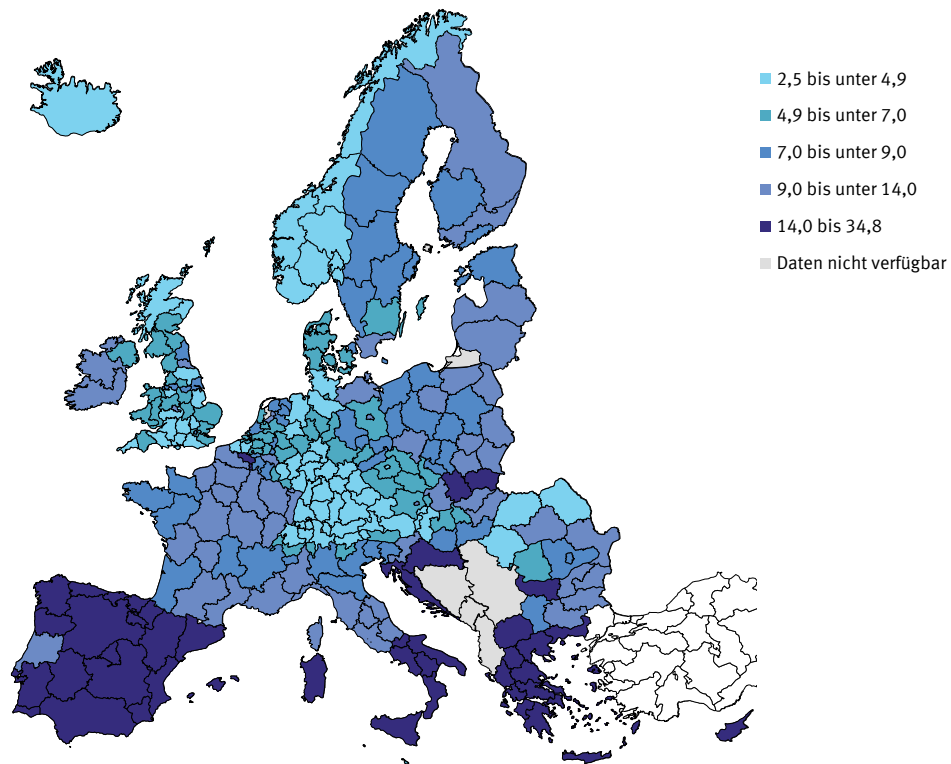 2,5 bis unter 4,9
4,9 bis unter 7,0
7,0 bis unter 9,0
9,0 bis unter 14,0
14,0 bis 34,8
Daten nicht verfügbar